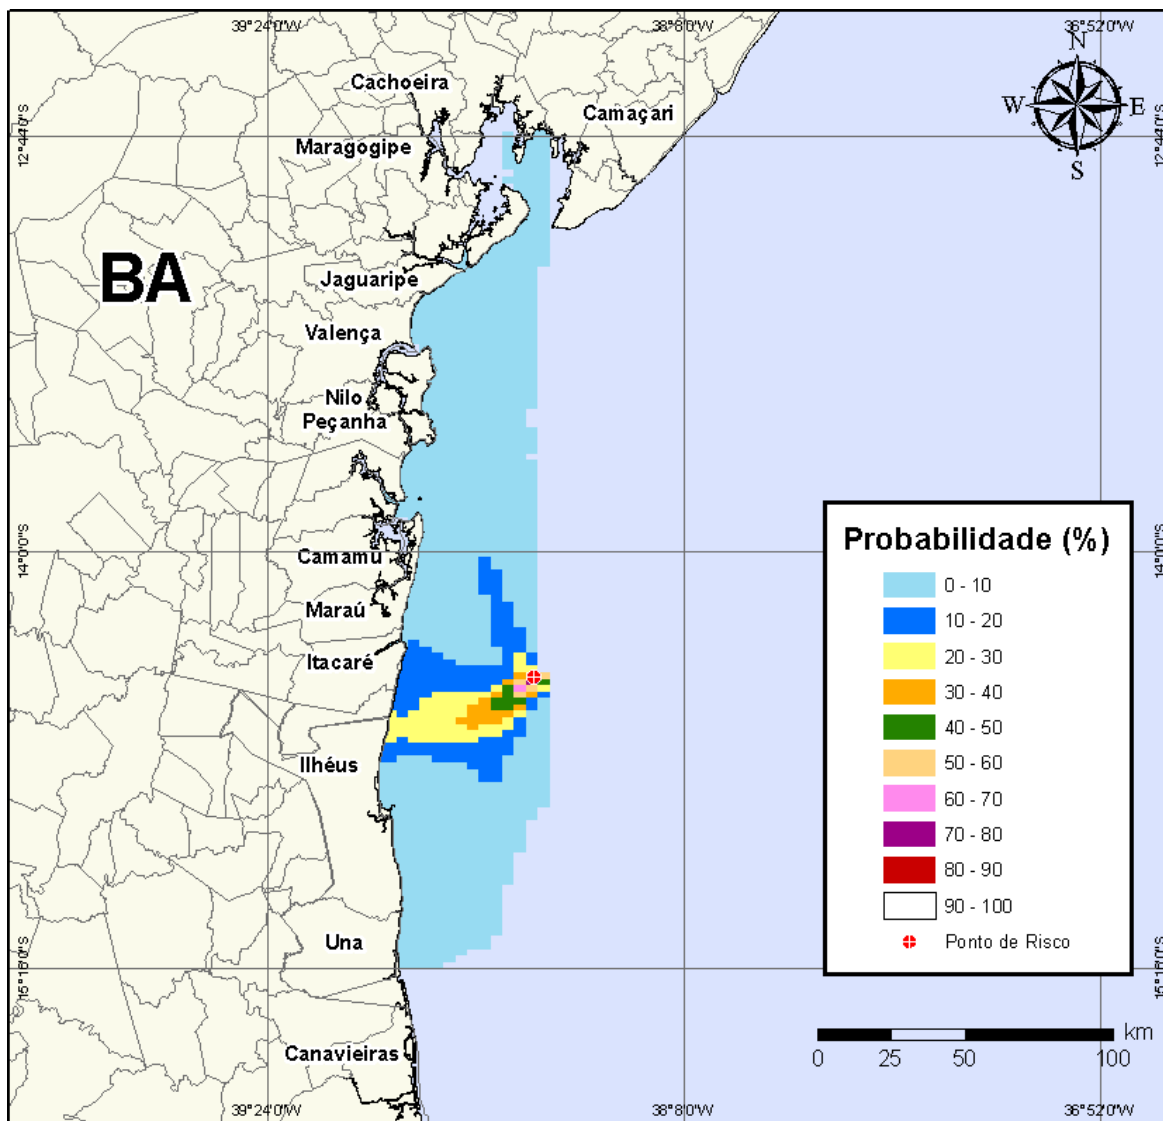 39°24'0"W
38°8'0"W
36°52'0"W
N
W
E
S
Cachoeira
Camaçari
12°44'0"S
12°44'0"S
Maragogipe
BA
Jaguaripe
Valença
Nilo
Peçanha
14°0'0"S
14°0'0"S
Camamú
Maraú
Itacaré
Ilhéus
Una
15°16'0"S
15°16'0"S
Canavieiras
Probabilidade (%)
0 - 10
10 - 20
20 - 30
30 - 40
40 - 50
50 - 60
60 - 70
70 - 80
80 - 90
90 - 100
Ponto de Risco
km
0 25 50 100
39°24'0"W
38°8'0"W
36°52'0"W